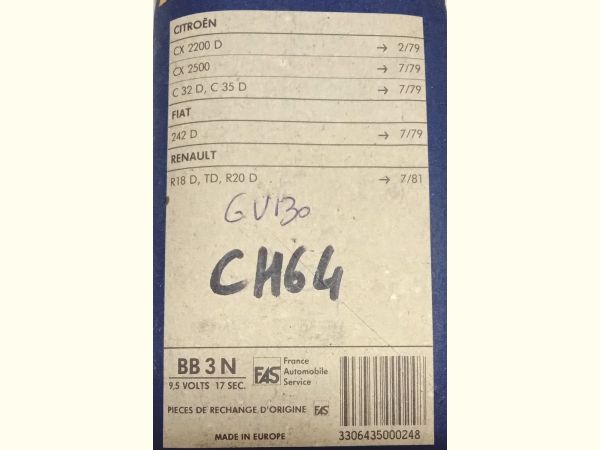 CITROËN
CX 2200 D → 2/79
CX 2500 → 7/79
C 32 D, C 35 D → 7/79
FIAT
242 D → 7/79
RENAULT
R18 D, TD, R20 D → 7/81
GV130
CH64
BB 3 N
9,5 VOLTS 17 SEC.
FAS
France
Automobile
Service
PIECES DE RECHANGE D'ORIGINE FAS
MADE IN EUROPE
3306435000248